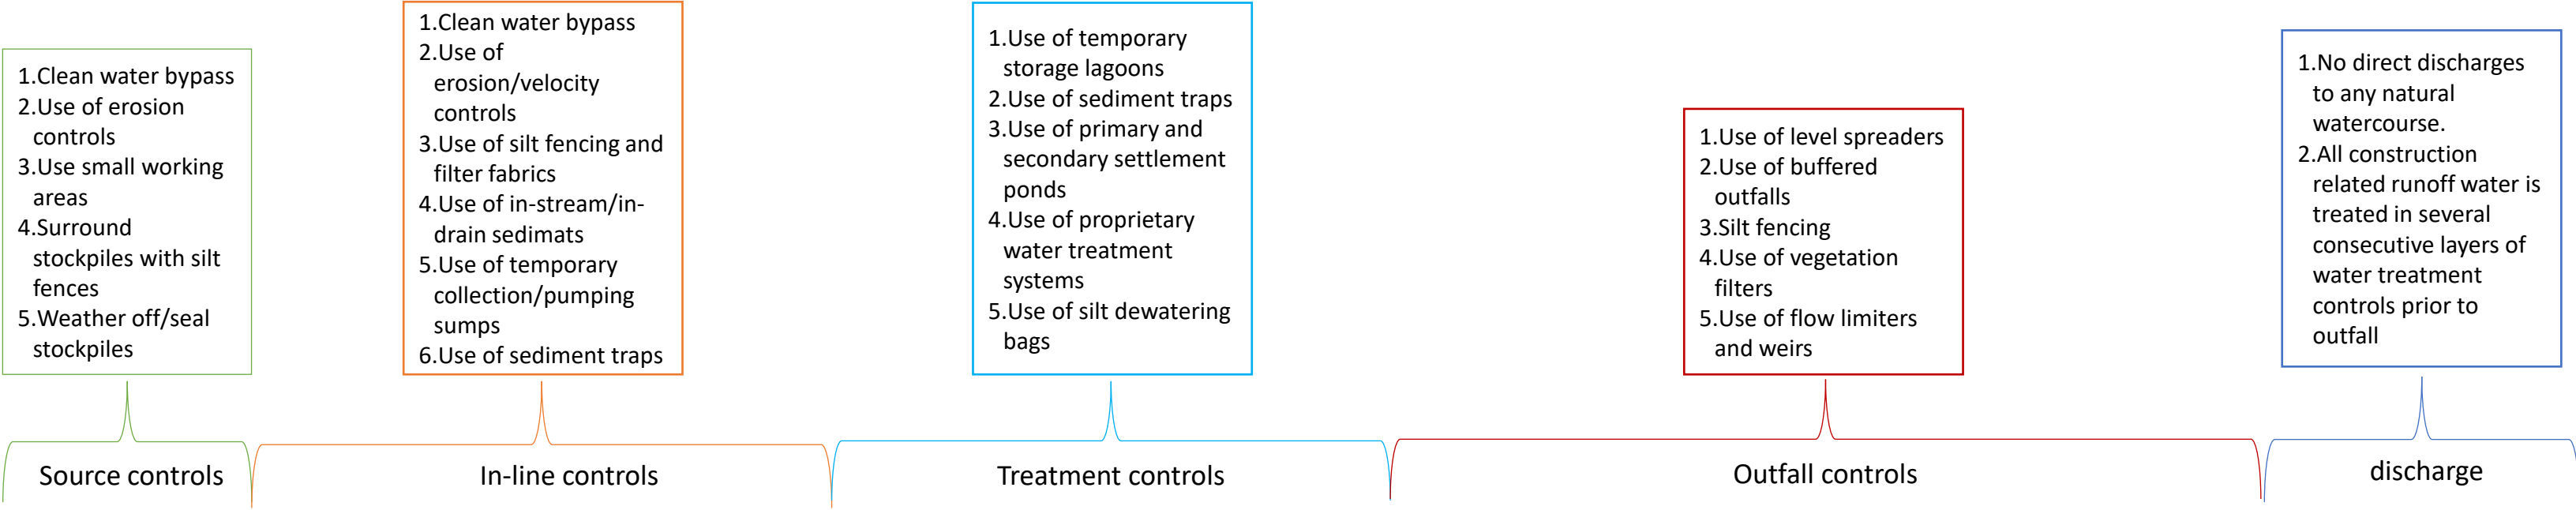 1.Clean water bypass
2.Use of erosion
controls
3.Use small working
areas
4.Surround
stockpiles with silt
fences
5.Weather off/seal
stockpiles
Source controls
1.Clean water bypass
2.Use of
erosion/velocity
controls
3.Use of silt fencing and
filter fabrics
4.Use of in-stream/in-
drain sedimats
5.Use of temporary
collection/pumping
sumps
6.Use of sediment traps
In-line controls
1.Use of temporary
storage lagoons
2.Use of sediment traps
3.Use of primary and
secondary settlement
ponds
4.Use of proprietary
water treatment
systems
5.Use of silt dewatering
bags
Treatment controls
1.Use of level spreaders
2.Use of buffered
outfalls
3.Silt fencing
4.Use of vegetation
filters
5.Use of flow limiters
and weirs
Outfall controls
1.No direct discharges
to any natural
watercourse.
2.All construction
related runoff water is
treated in several
consecutive layers of
water treatment
controls prior to
outfall
discharge